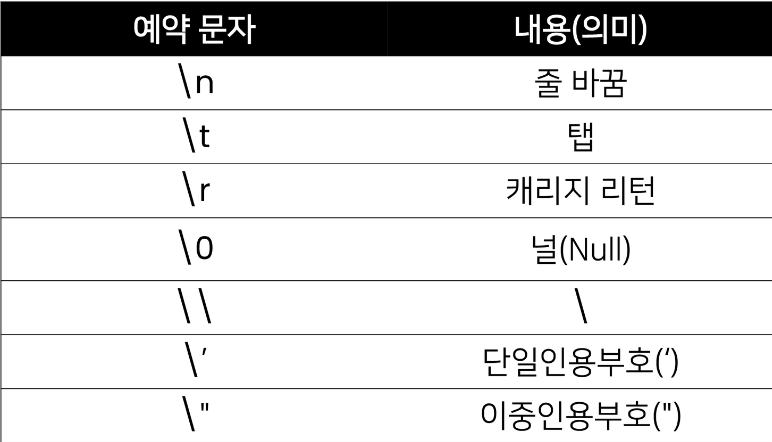 예약 문자 내용(의미)
\n 줄 바꿈
\t 탭
\r 캐리지 리턴
\0 널(Null)
\\ \
\’ 단일인용부호(‘)
\" 이중인용부호(")